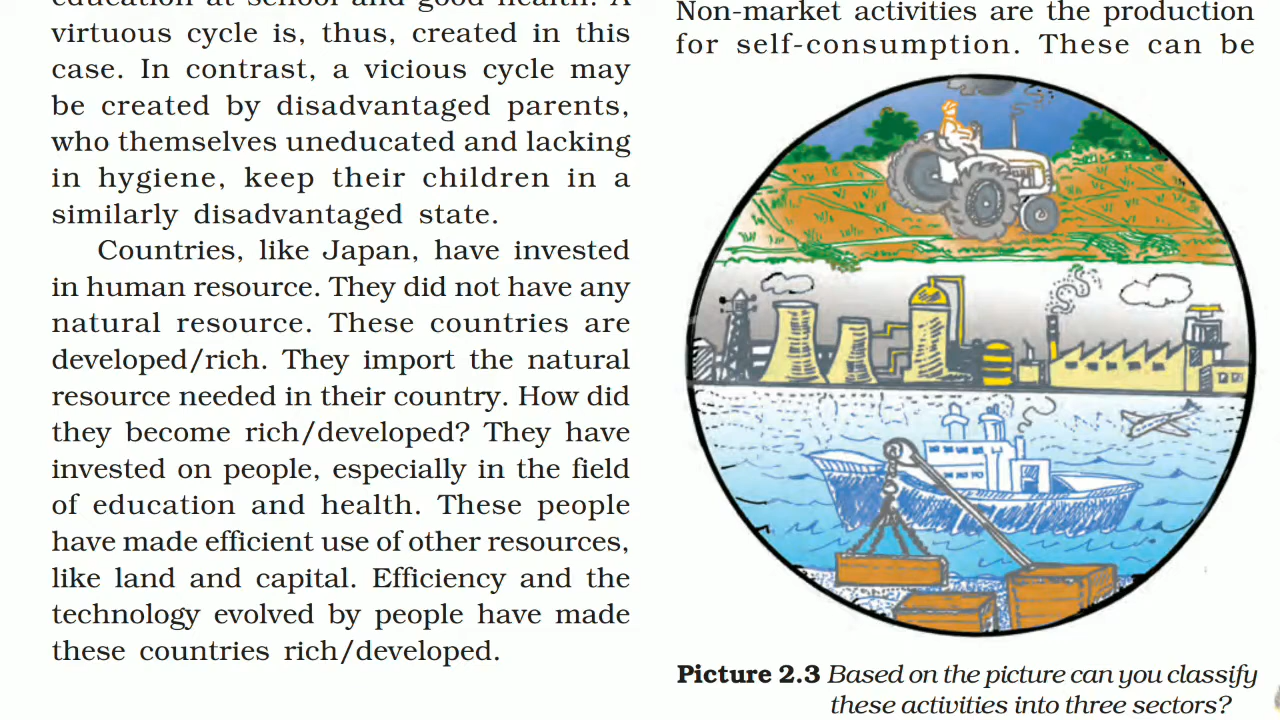 education at school and good health. A
virtuous cycle is, thus, created in this
case. In contrast, a vicious cycle may
be created by disadvantaged parents,
who themselves uneducated and lacking
in hygiene, keep their children in a
similarly disadvantaged state.
Countries, like Japan, have invested
in human resource. They did not have any
natural resource. These countries are
developed/rich. They import the natural
resource needed in their country. How did
they become rich/developed? They have
invested on people, especially in the field
of education and health. These people
have made efficient use of other resources,
like land and capital. Efficiency and the
technology evolved by people have made
these countries rich/developed.
Non-market activities are the production
for self-consumption. These can be
Picture 2.3 Based on the picture can you classify
these activities into three sectors?